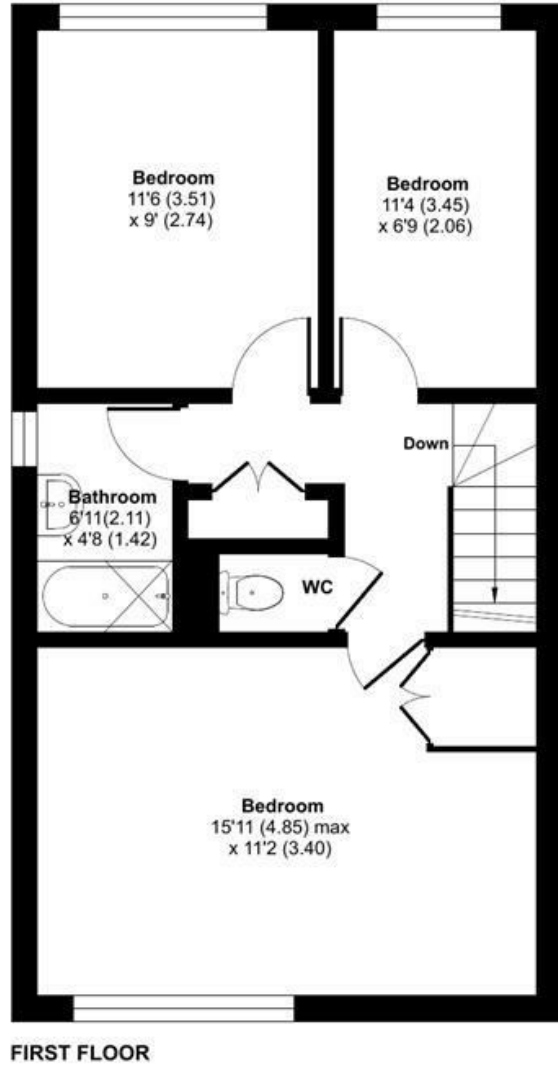 Bedroom
11'6 (3.51)
x 9' (2.74)
Bedroom
11'4 (3.45)
x 6'9 (2.06)
Down
Bathroom
6'11(2.11)
x 4'8 (1.42)
WC
Bedroom
15'11 (4.85) max
x 11'2 (3.40)
FIRST FLOOR